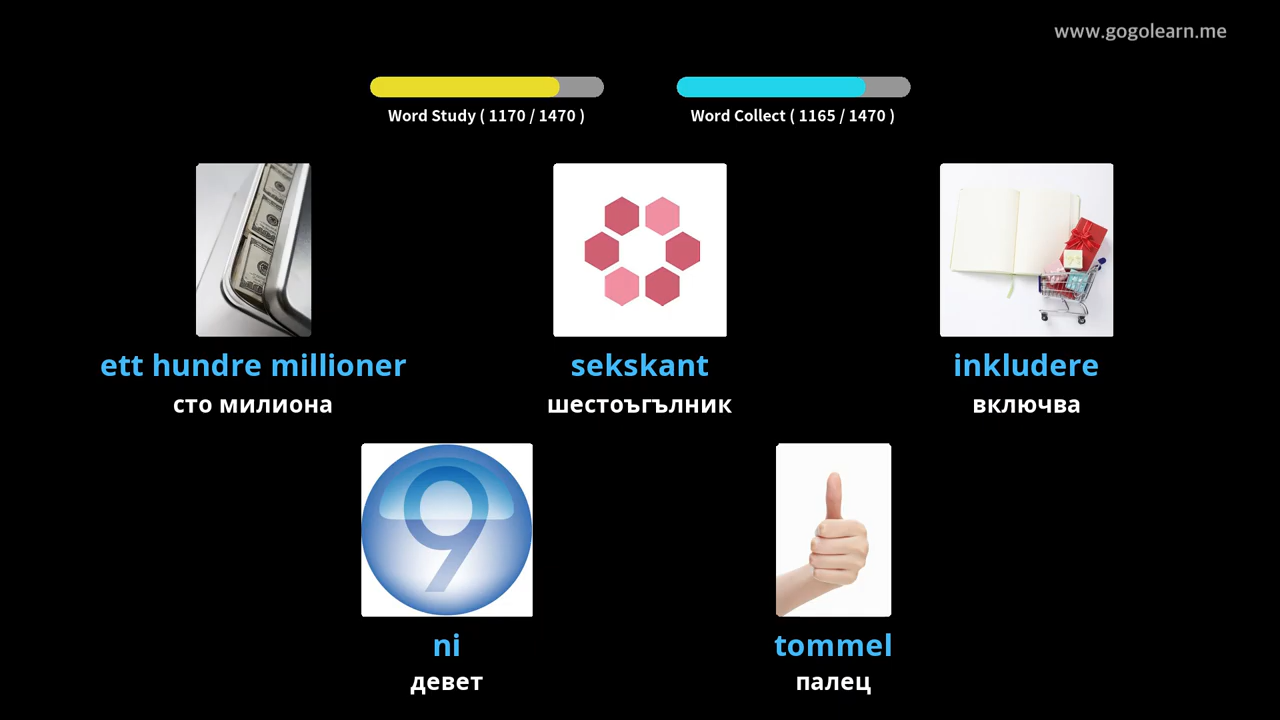 www.gogolearn.me
Word Study ( 1170 / 1470 )
Word Collect ( 1165 / 1470 )
ett hundre millioner
сто милиона
sekskant
шестоъгълник
inkludere
включва
9
ni
девет
tommel
палец